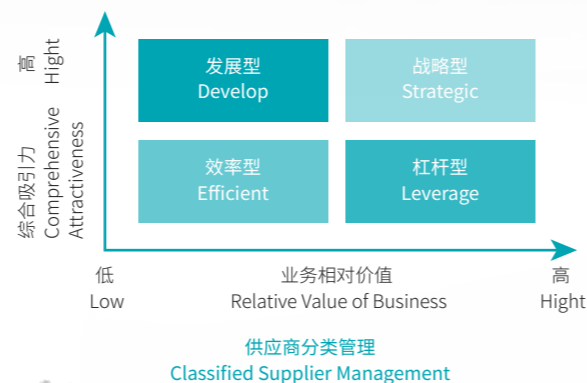 高
Hight
综合吸引力
Comprehensive
Attractiveness
发展型
Develop
战略型
Strategic
效率型
Efficient
杠杆型
Leverage
低
Low
业务相对价值
Relative Value of Business
高
Hight
供应商分类管理
Classified Supplier Management